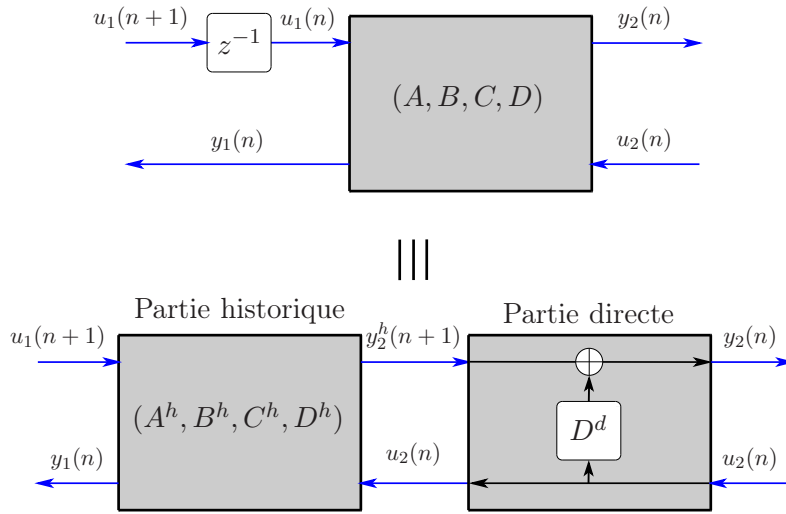 u₁(n+1) z⁻¹ u₁(n) y₂(n)
(A, B, C, D)
y₁(n) u₂(n)
|||
Partie historique Partie directe
u₁(n+1) y₂ʰ(n+1) y₂(n)
(Aʰ, Bʰ, Cʰ, Dʰ) Dᵈ
y₁(n) u₂(n) u₂(n)